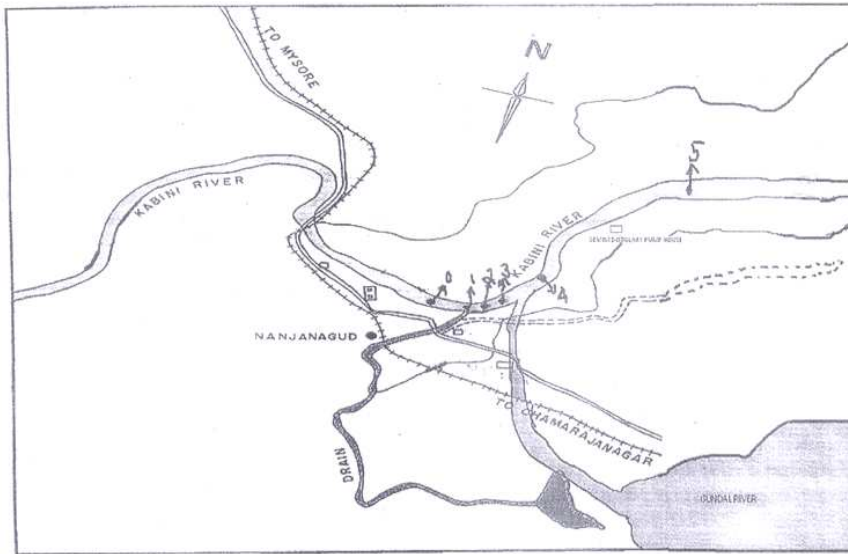 TO MYSORE
N
5
KABINI RIVER
KABINI RIVER
0
1
2
3
4
NANJANAGUD
TO CHAMARAJANAGAR
DRAIN
GUNDAL RIVER